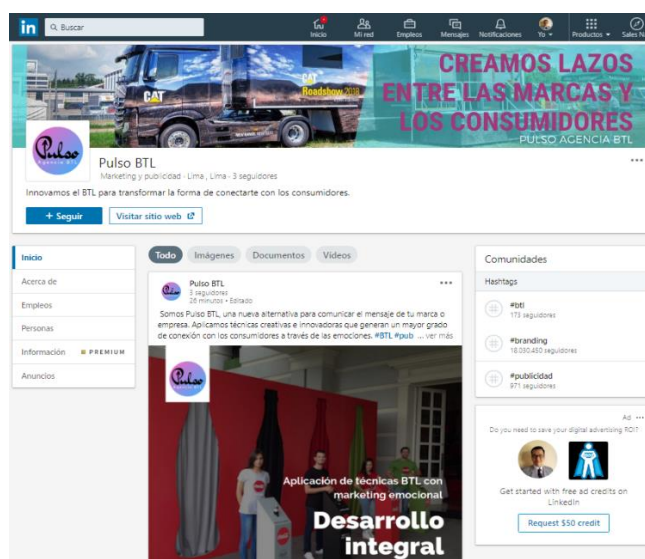 in
Buscar
Inicio
Mi red
Empleos
Mensajes
Notificaciones
Yo
Productos
Sales Na
CAT
CAT
Roadshow 2018
CREAMOS LAZOS
ENTRE LAS MARCAS Y
LOS CONSUMIDORES
PULSO AGENCIA BTL
Pulso
Agencia BTL
Pulso BTL
Marketing y publicidad · Lima , Lima · 3 seguidores
Innovamos el BTL para transformar la forma de conectarte con los consumidores.
+ Seguir
Visitar sitio web
Inicio
Acerca de
Empleos
Personas
Información PREMIUM
Anuncios
Todo
Imágenes
Documentos
Vídeos
Pulso BTL
3 seguidores
26 minutos • Editado
Somos Pulso BTL, una nueva alternativa para comunicar el mensaje de tu marca o
empresa. Aplicamos técnicas creativas e innovadoras que generan un mayor grado
de conexión con los consumidores a través de las emociones. #BTL #pub ... ver más
Pulso
Aplicación de técnicas BTL con
marketing emocional
Desarrollo
integral
Comunidades
Hashtags
#btl
173 seguidores
#branding
18.030.450 seguidores
#publicidad
871 seguidores
Ad
Do you need to save your digital advertising ROI?
Get started with free ad credits on
LinkedIn
Request $50 credit